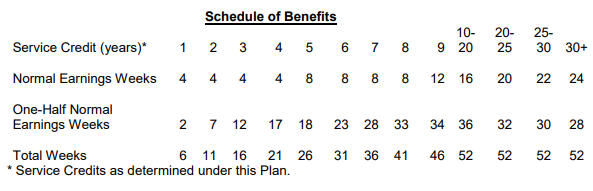 Schedule of Benefits
10- 20- 25-
Service Credit (years)* 1 2 3 4 5 6 7 8 9 20 25 30 30+
Normal Earnings Weeks 4 4 4 4 8 8 8 8 12 16 20 22 24
One-Half Normal
Earnings Weeks 2 7 12 17 18 23 28 33 34 36 32 30 28
Total Weeks 6 11 16 21 26 31 36 41 46 52 52 52 52
* Service Credits as determined under this Plan.